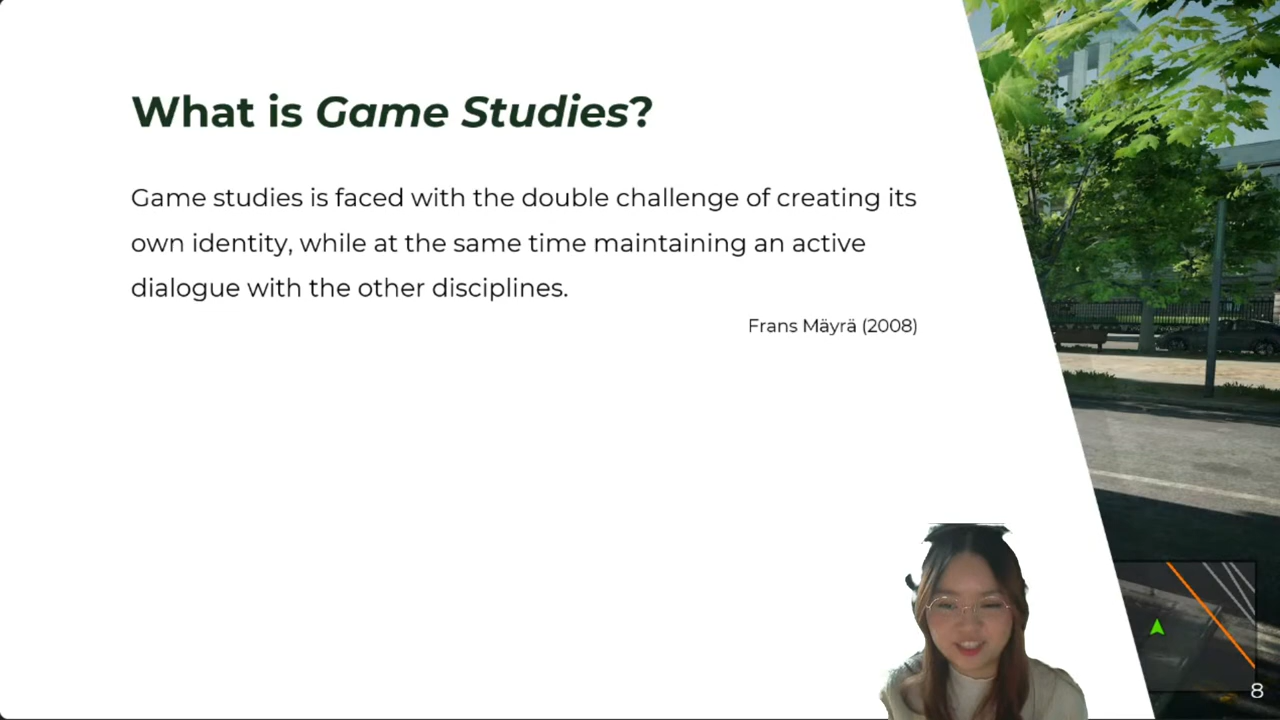 What is Game Studies?
Game studies is faced with the double challenge of creating its
own identity, while at the same time maintaining an active
dialogue with the other disciplines.
Frans Mäyrä (2008)
8